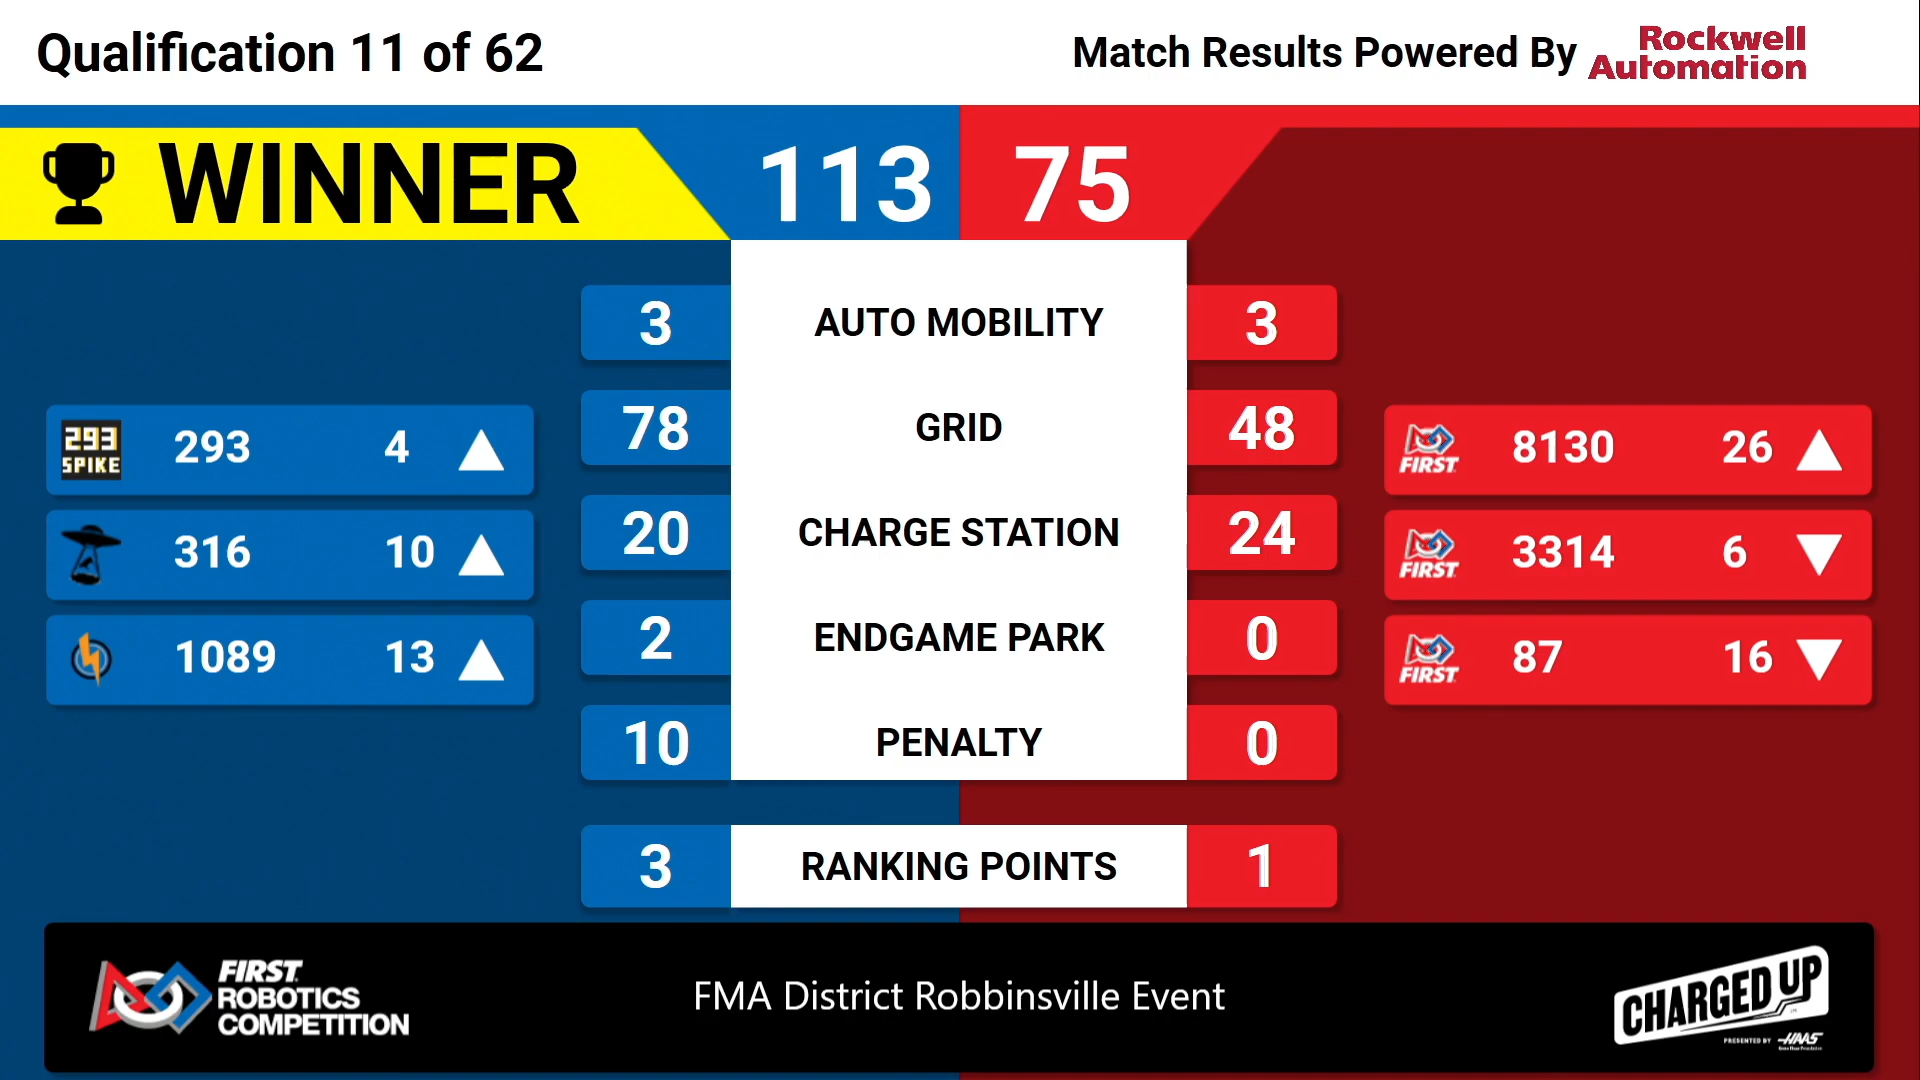 Qualification 11 of 62
Match Results Powered By
Rockwell
Automation
WINNER
113
75
3
AUTO MOBILITY
3
78
GRID
48
20
CHARGE STATION
24
2
ENDGAME PARK
0
10
PENALTY
0
3
RANKING POINTS
1
293
SPIKE
293
4
316
10
1089
13
FIRST
8130
26
FIRST
3314
6
FIRST
87
16
FIRST
ROBOTICS
COMPETITION
FMA District Robbinsville Event
CHARGED UP
PRESENTED BY HAAS